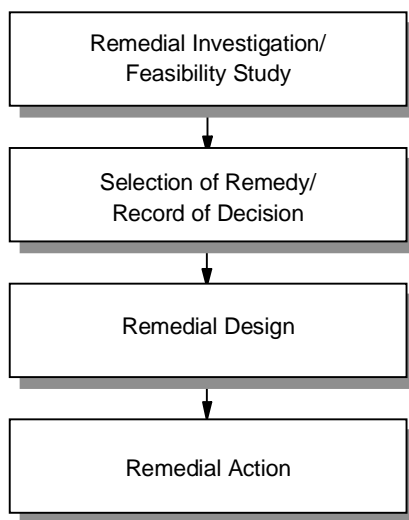 Remedial Investigation/
Feasibility Study
Selection of Remedy/
Record of Decision
Remedial Design
Remedial Action